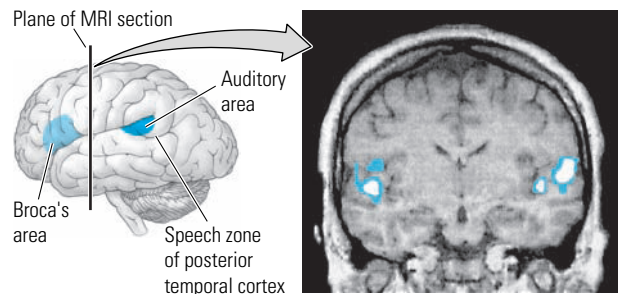 Plane of MRI section
Auditory
area
Broca's
area
Speech zone
of posterior
temporal cortex